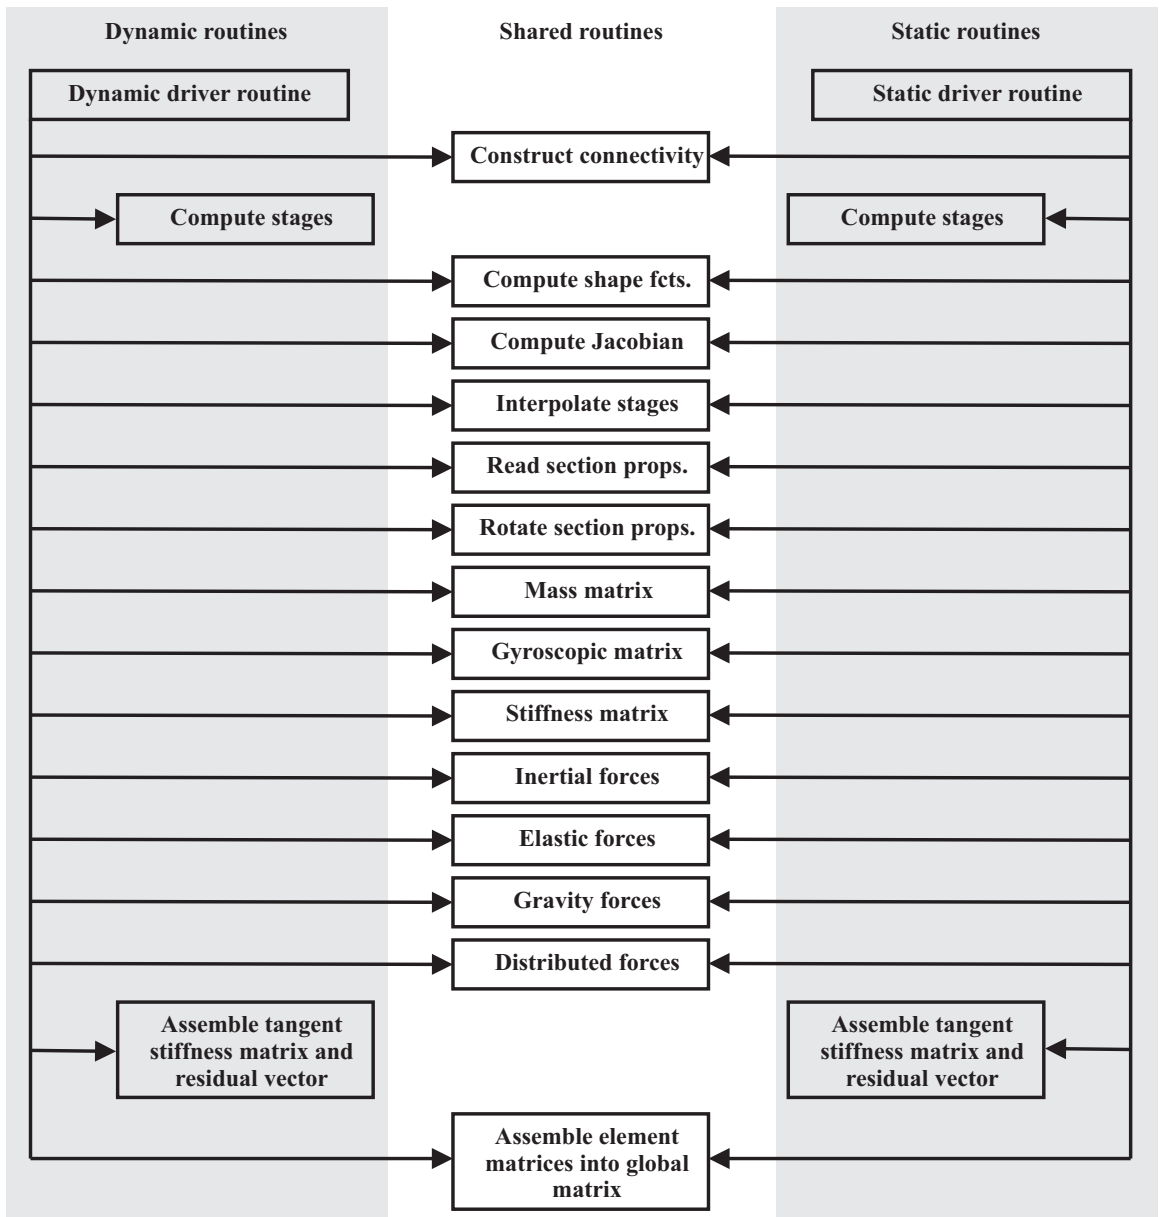 Dynamic routines
Shared routines
Static routines
Dynamic driver routine
Static driver routine
Construct connectivity
Compute stages
Compute stages
Compute shape fcts.
Compute Jacobian
Interpolate stages
Read section props.
Rotate section props.
Mass matrix
Gyroscopic matrix
Stiffness matrix
Inertial forces
Elastic forces
Gravity forces
Distributed forces
Assemble tangent
stiffness matrix and
residual vector
Assemble tangent
stiffness matrix and
residual vector
Assemble element
matrices into global
matrix